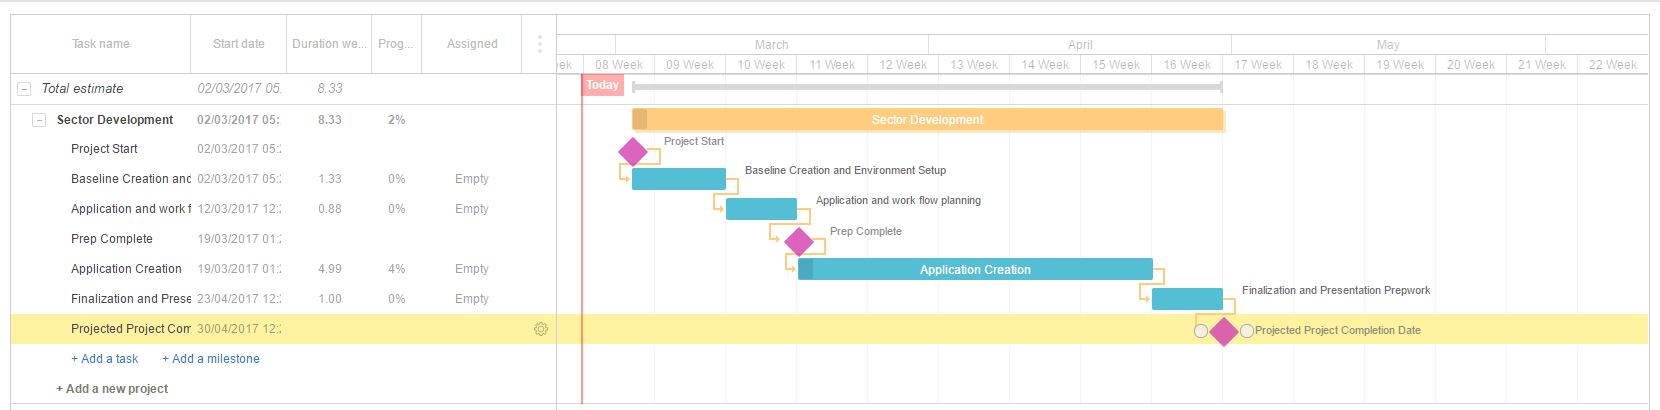 March April May
Task name Start date Duration we... Prog... Assigned
ek 08 Week 09 Week 10 Week 11 Week 12 Week 13 Week 14 Week 15 Week 16 Week 17 Week 18 Week 19 Week 20 Week 21 Week 22 Week
Total estimate 02/03/2017 05: 8.33 Today
Sector Development 02/03/2017 05: 8.33 2% Sector Development
Project Start 02/03/2017 05:2 Project Start
Baseline Creation and 02/03/2017 05:2 1.33 0% Empty Baseline Creation and Environment Setup
Application and work f 12/03/2017 12:2 0.88 0% Empty Application and work flow planning
Prep Complete 19/03/2017 01:2 Prep Complete
Application Creation 19/03/2017 01:2 4.99 4% Empty Application Creation
Finalization and Prese 23/04/2017 12:2 1.00 0% Empty Finalization and Presentation Prepwork
Projected Project Com 30/04/2017 12:2 Projected Project Completion Date
+ Add a task + Add a milestone
+ Add a new project